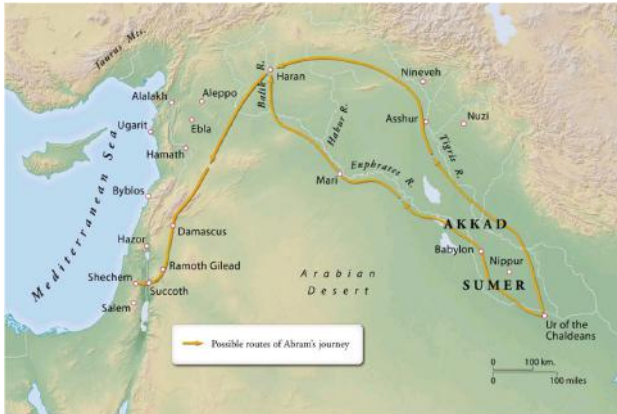 Taurus Mts.
Haran
Nineveh
Alalakh
Aleppo
Balik R.
Ebla
Ugarit
Habur R.
Asshur
Nuzi
Hamath
Tigris R.
Mediterranean Sea
Mari
Euphrates R.
Byblos
Damascus
AKKAD
Hazor
Babylon
Nippur
Ramoth Gilead
Arabian
Desert
Shechem
Succoth
SUMER
Salem
Ur of the
Chaldeans
Possible routes of Abram's journey
0 100 km.
0 100 miles